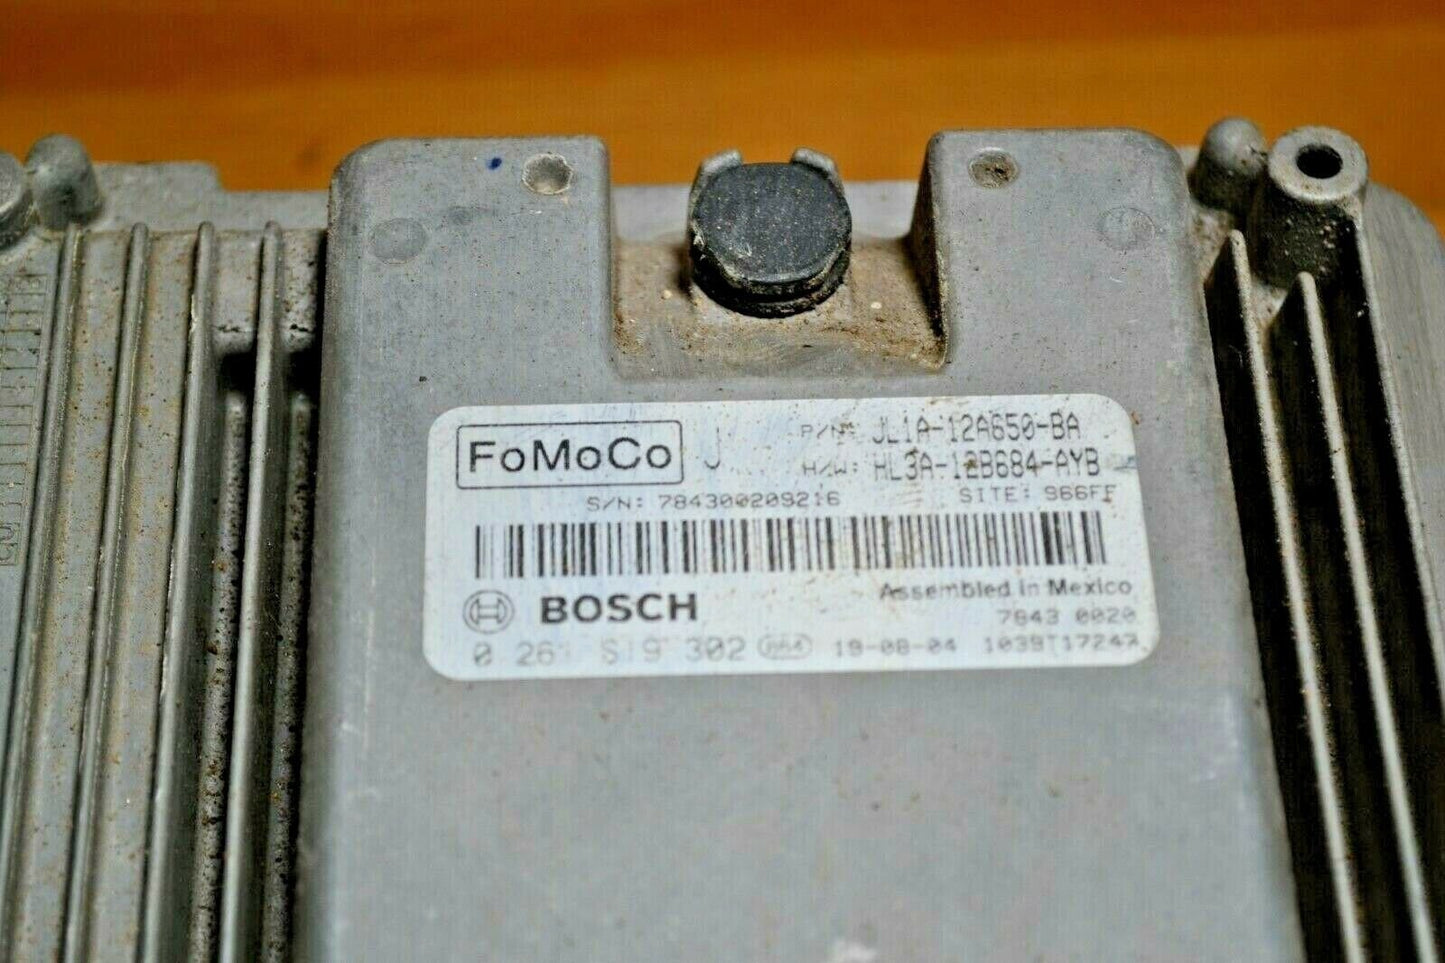 FoMoCo J P/N: JL1A-12A650-BA
H/W: HL3A-12B684-AYB
S/N: 784300209216 SITE: 966FF
Assembled in Mexico
BOSCH 7843 0020
0 261 S19 302 19-08-04